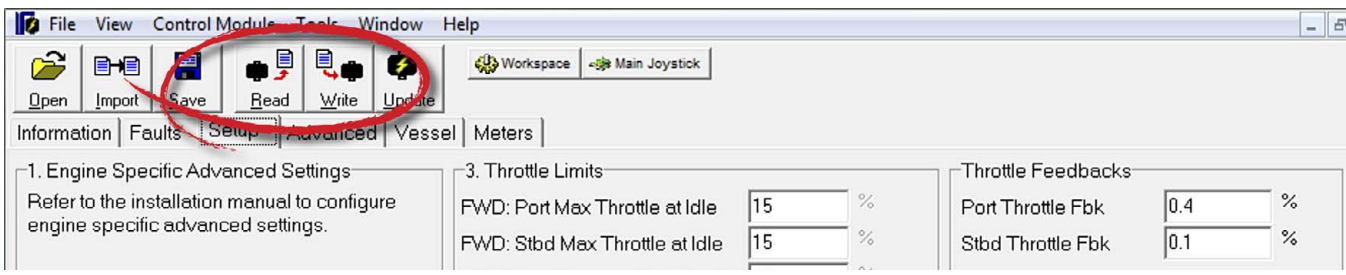 File View Control Module Tools Window Help
Open Import Save Read Write Update Workspace Main Joystick
Information Faults Setup Advanced Vessel Meters
1. Engine Specific Advanced Settings
Refer to the installation manual to configure
engine specific advanced settings.
3. Throttle Limits
FWD: Port Max Throttle at Idle 15 %
FWD: Stbd Max Throttle at Idle 15 %
Throttle Feedbacks
Port Throttle Fbk 0.4 %
Stbd Throttle Fbk 0.1 %